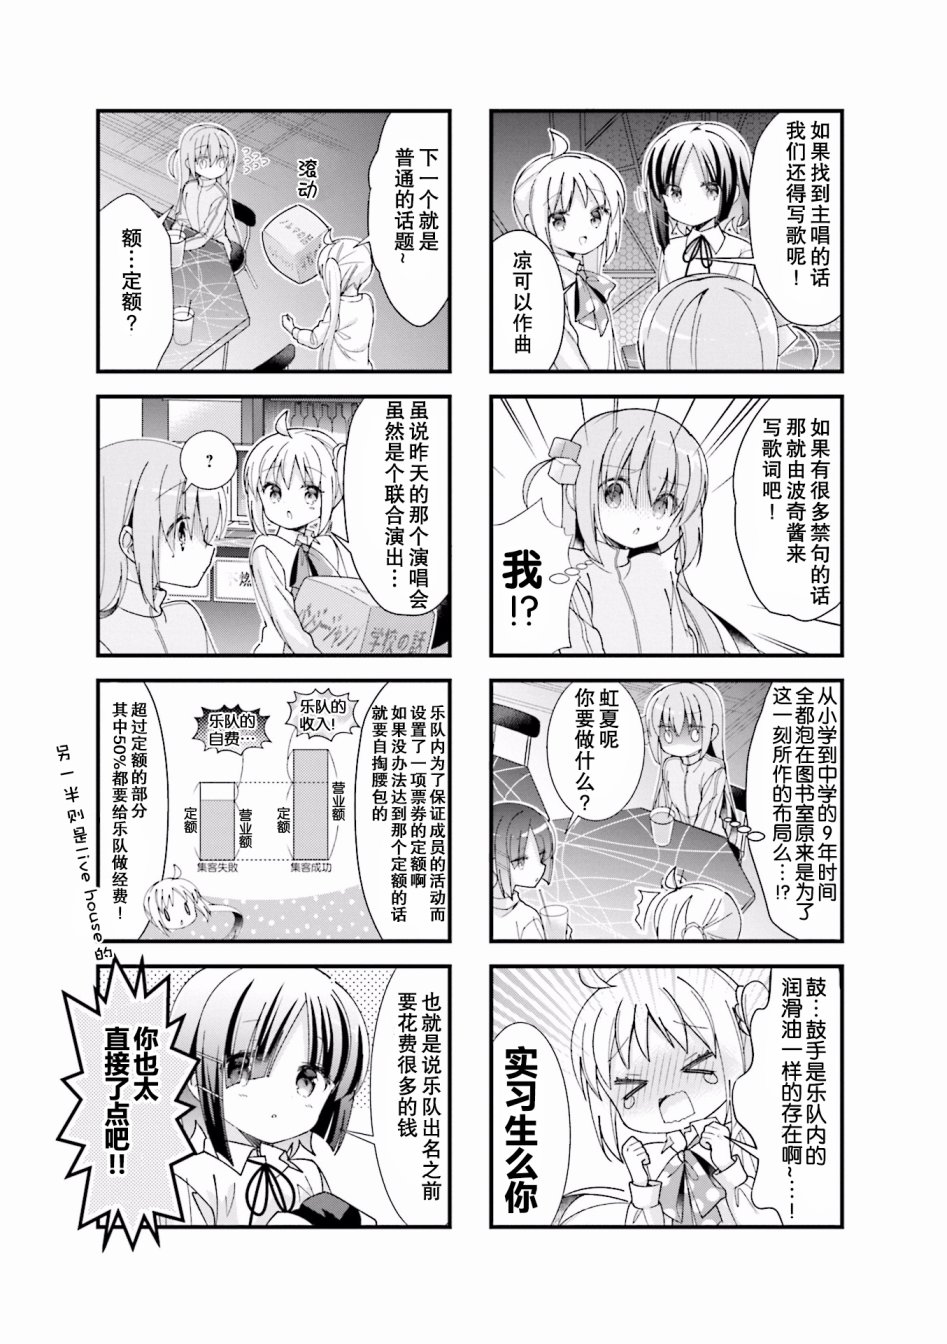 如果找到主唱的话
我们还得写歌呢！
凉可以作曲
如果有很多禁句的话
那就由波奇酱来
写歌词吧！
我
!?
从小学到中学的9年时间
全都泡在图书室原来是为了
这一刻所作的布局么…!?
虹夏呢
你要做什么？
鼓…鼓手是乐队内的
润滑油一样的存在啊~……!
实习生么你
下一个就是
普通的话题~
滚动
额…定额？
虽说昨天的那个演唱会
虽然是个联合演出…
?
燃
学校の話
乐队内为了保证成员的活动而
设置了一项票券的定额啊
如果没办法达到那个定额的话
就要自掏腰包的
乐队的
收入!
乐队的
自费…
定额
营业额
定额
营业额
集客失败
集客成功
超过定额的部分
其中50%都要给乐队做经费！
另一半则是live house的
也就是说乐队出名之前
要花费很多的钱
你也太
直接了点吧!!